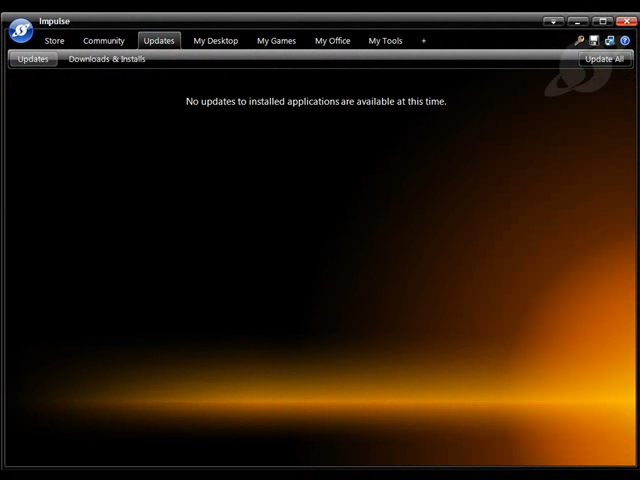 Impulse
Store Community Updates My Desktop My Games My Office My Tools +
Updates Downloads & Installs Update All
No updates to installed applications are available at this time.